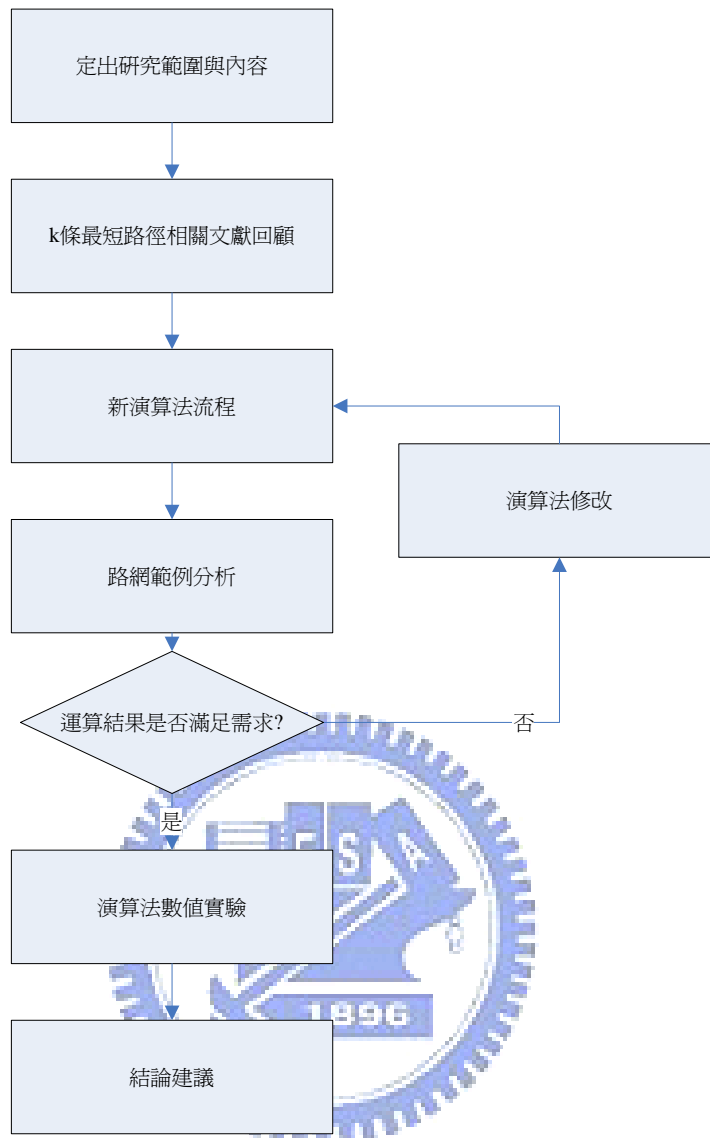 定出研究範圍與內容
k條最短路徑相關文獻回顧
新演算法流程
演算法修改
路網範例分析
運算結果是否滿足需求?
否
是
演算法數值實驗
結論建議
E S A
1896